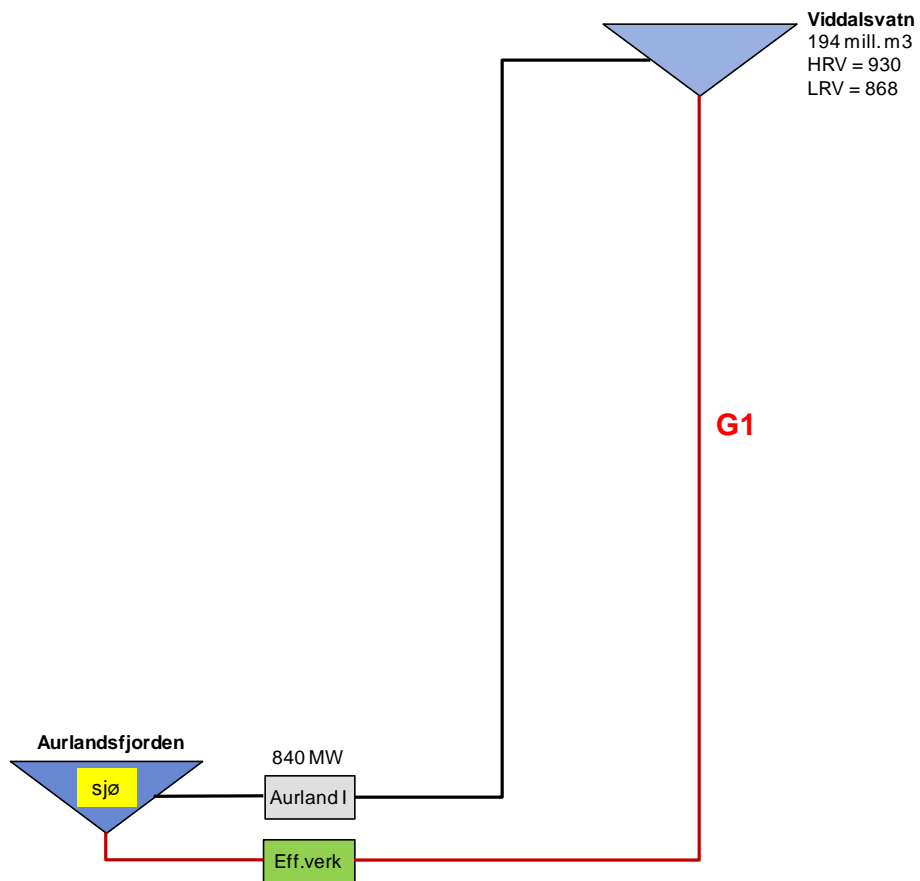 Viddalsvatn
194 mill. m3
HRV = 930
LRV = 868
G1
Aurlandsfjorden
sjø
840 MW
Aurland I
Eff.verk